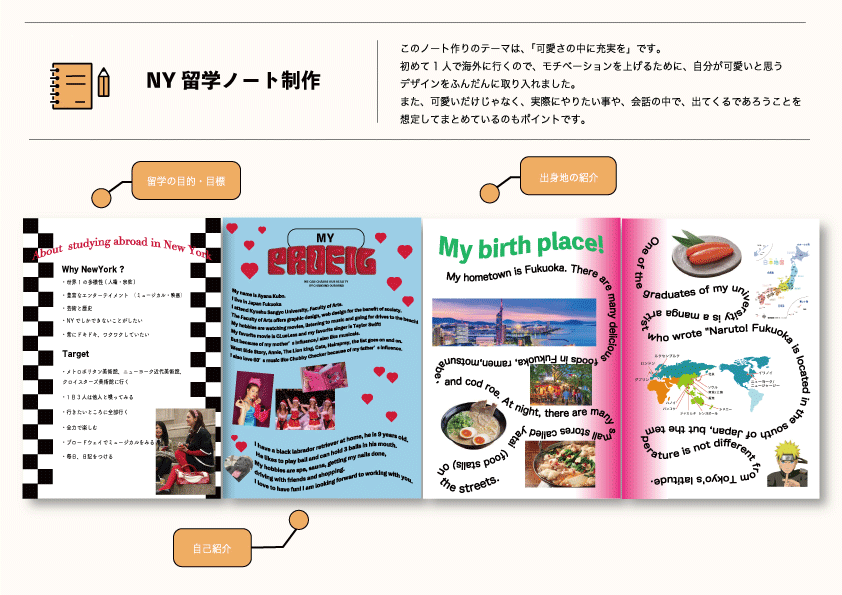 NY 留学ノート制作
このノート作りのテーマは、「可愛さの中に充実を」です。
初めて 1 人で海外に行くので、モチベーションを上げるために、自分が可愛いと思う
デザインをふんだんに取り入れました。
また、可愛いだけじゃなく、実際にやりたい事や、会話の中で、出てくるであろうことを
想定してまとめているのもポイントです。
留学の目的・目標
出身地の紹介
About studying abroad in New York
Why NewYork ?
・世界 1 の多様性（人種・宗教）
・豊富なエンターテイメント （ミュージカル・映画）
・芸術と歴史
・NY でしかできないことがしたい
・常にドキドキ、ワクワクしていたい
Target
・メトロポリタン美術館、ニューヨーク近代美術館、
クロイスターズ美術館に行く
・1 日 3 人は他人と喋ってみる
・行きたいところに全部行く
・全力で楽しむ
・ブロードウェイでミュージカルをみる
・毎日、日記をつける
MY
My name is Ayana Kubo.
I live in Japan Fukuoka
I attend Kyushu Sangyo University, Faculty of Arts.
The Faculty of Arts offers graphic design, web design for the benefit of society.
My hobbies are watching movies, listening to music and going for drives to the beach!
My favorite movie is CLueLess and my favorite singer is Taylor Swift!
But because of my mother's influence,I also like musicals.
West Side Story, Annie, The Lion king, Cats, Hairspray, the list goes on and on.
I also love 60's music like Chubby Checker because of my father's influence.
I have a black labrador retriever at home, he is 9 years old.
He likes to play ball and can hold 3 balls in his mouth.
My hobbies are spa, sauna, getting my nails done,
driving with friends and shopping.
I love to have fun! I am looking forward to working with you.
My birth place!
My hometown is Fukuoka. There are many delicious
foods in Fukuoka, ramen,motsunabe,
and cod roe. At night, there are many s
mall stores called yatai (food stalls) on
the streets.
One of the
graduates of my university is a manga artist
who wrote "Naruto! Fukuoka is located in the
south of Japan, but the tem
perature is not different from
Tokyo's latitude.
日本地図
自己紹介